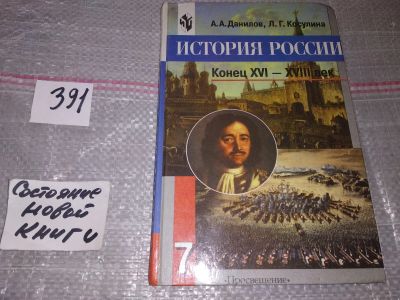 А.А.Данилов, Л.Г.Косулина
ИСТОРИЯ РОССИИ
Конец XVI — XVIII век
391
Состояние
новой
книги
7
«Просвещение»